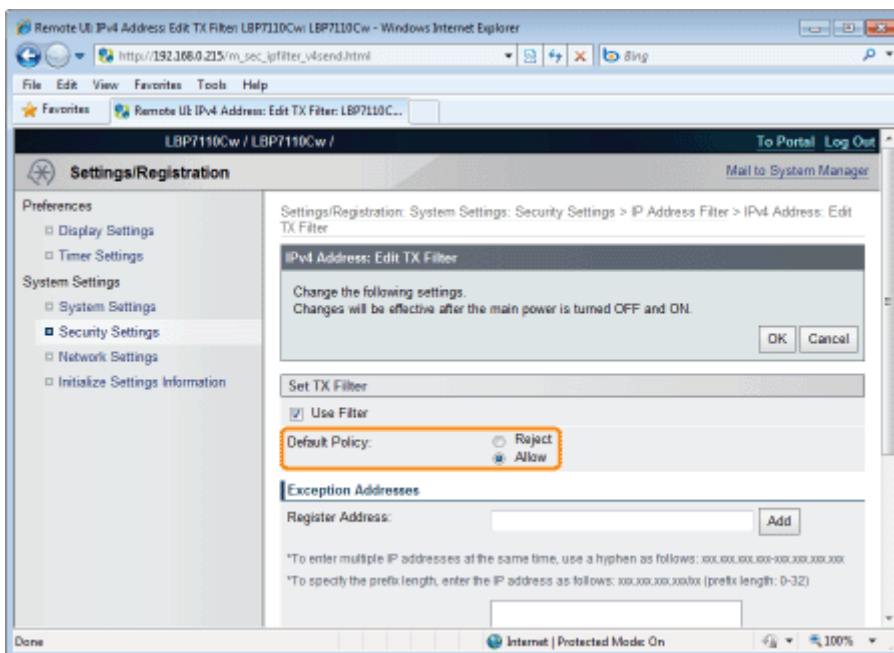 Remote UI: IPv4 Address: Edit TX Filter: LBP7110Cw: LBP7110Cw - Windows Internet Explorer
http://192.168.0.215/m_sec_ipfilter_v4send.html
Bing
File Edit View Favorites Tools Help
Favorites
Remote UI: IPv4 Address: Edit TX Filter: LBP7110C...
LBP7110Cw / LBP7110Cw /
To Portal Log Out
Settings/Registration
Mail to System Manager
Preferences
Display Settings
Timer Settings
System Settings
System Settings
Security Settings
Network Settings
Initialize Settings Information
Settings/Registration: System Settings: Security Settings > IP Address Filter > IPv4 Address: Edit
TX Filter
IPv4 Address: Edit TX Filter
Change the following settings.
Changes will be effective after the main power is turned OFF and ON.
OK Cancel
Set TX Filter
Use Filter
Default Policy:
Reject
Allow
Exception Addresses
Register Address:
Add
*To enter multiple IP addresses at the same time, use a hyphen as follows: xxx.xxx.xxx.xxx-xxx.xxx.xxx.xxx
*To specify the prefix length, enter the IP address as follows: xxx.xxx.xxx.xxx/xx (prefix length: 0-32)
Done
Internet | Protected Mode: On
100%